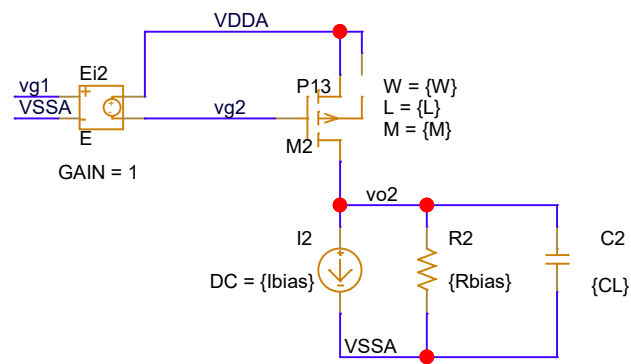 VDDA
Ei2
vg1
VSSA
E
GAIN = 1
vg2
P13
M2
W = {W}
L = {L}
M = {M}
vo2
I2
DC = {Ibias}
R2
{Rbias}
C2
{CL}
VSSA